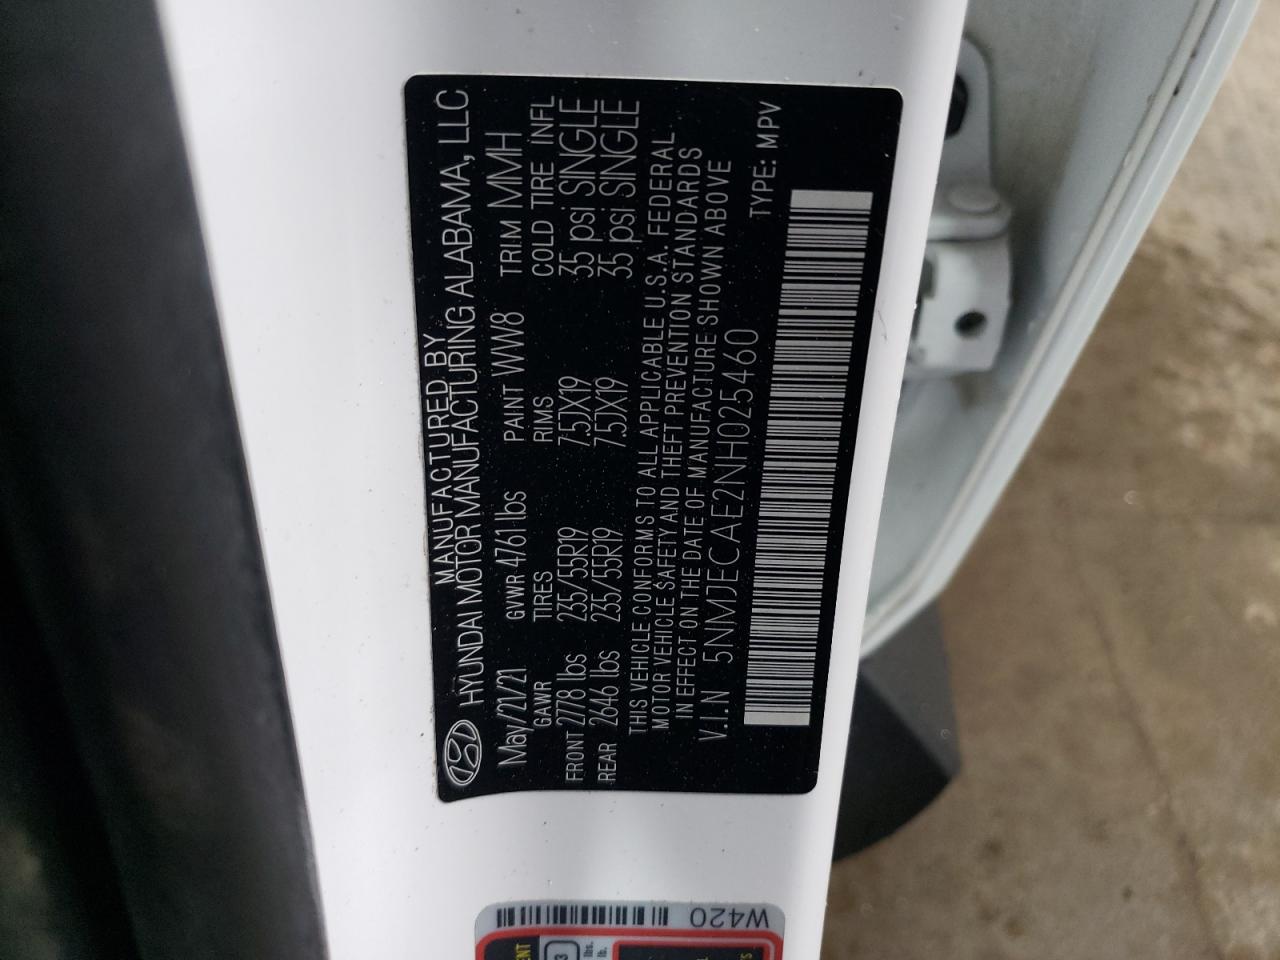 MANUFACTURED BY
HYUNDAI MOTOR MANUFACTURING ALABAMA, LLC
May/21/21 GVWR 4761 lbs PAINT WW8 TRIM MMH
GAWR TIRES RIMS COLD TIRE INFL
FRONT 2778 lbs 235/55R19 7.5JX19 35 psi SINGLE
REAR 2646 lbs 235/55R19 7.5JX19 35 psi SINGLE
THIS VEHICLE CONFORMS TO ALL APPLICABLE U.S.A. FEDERAL
MOTOR VEHICLE SAFETY AND THEFT PREVENTION STANDARDS
IN EFFECT ON THE DATE OF MANUFACTURE SHOWN ABOVE
V.I.N 5NMJECAE2NH025460
TYPE: MPV
W420
lbs.
lb.